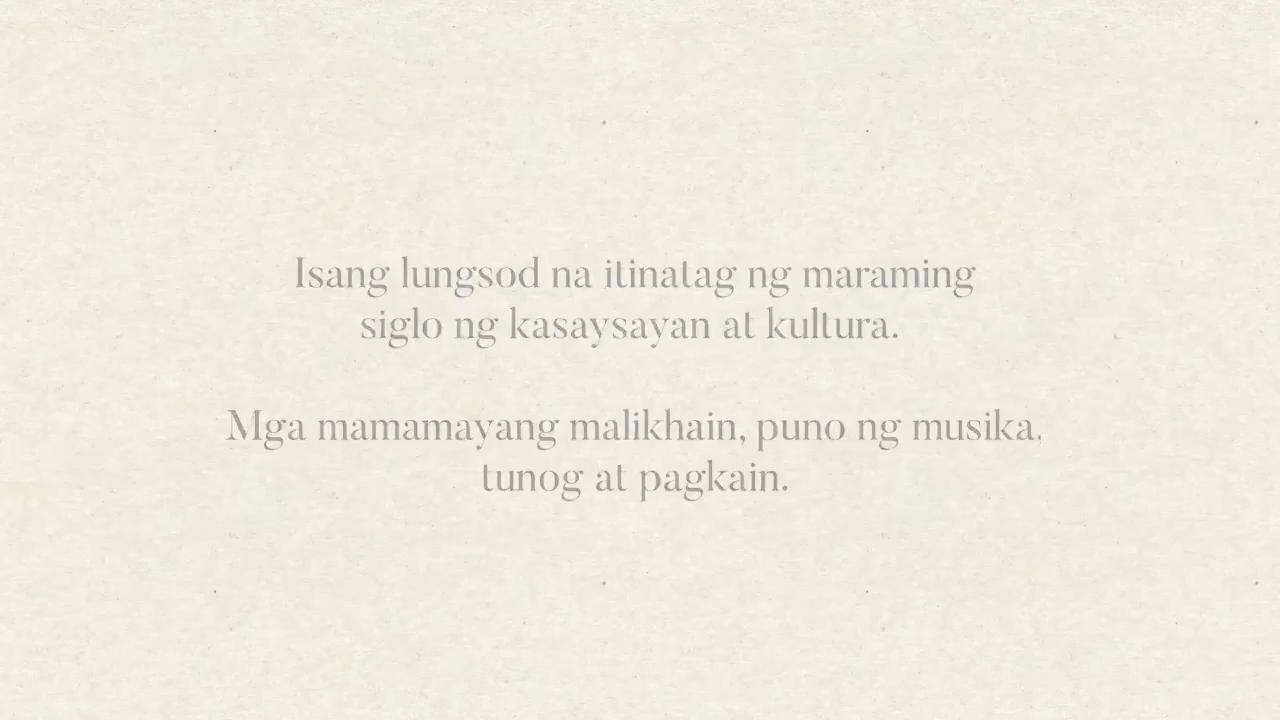 Isang lungsod na itinatag ng maraming
siglo ng kasaysayan at kultura.
Mga mamamayang malikhain, puno ng musika,
tunog at pagkain.